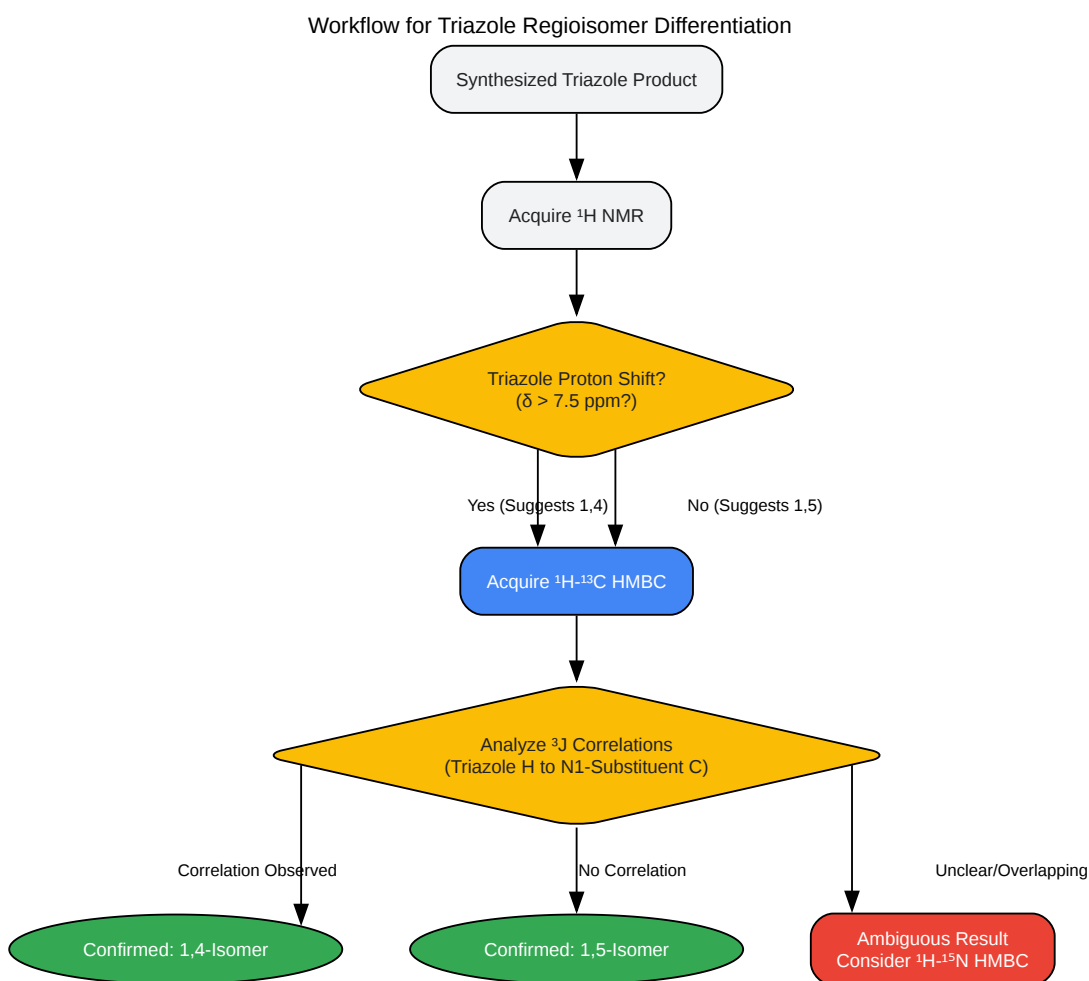 Workflow for Triazole Regioisomer Differentiation
Synthesized Triazole Product
Acquire ¹H NMR
Triazole Proton Shift?
(δ > 7.5 ppm?)
Yes (Suggests 1,4)
No (Suggests 1,5)
Acquire ¹H-¹³C HMBC
Analyze ³J Correlations
(Triazole H to N1-Substituent C)
Correlation Observed
No Correlation
Unclear/Overlapping
Confirmed: 1,4-Isomer
Confirmed: 1,5-Isomer
Ambiguous Result
Consider ¹H-¹⁵N HMBC